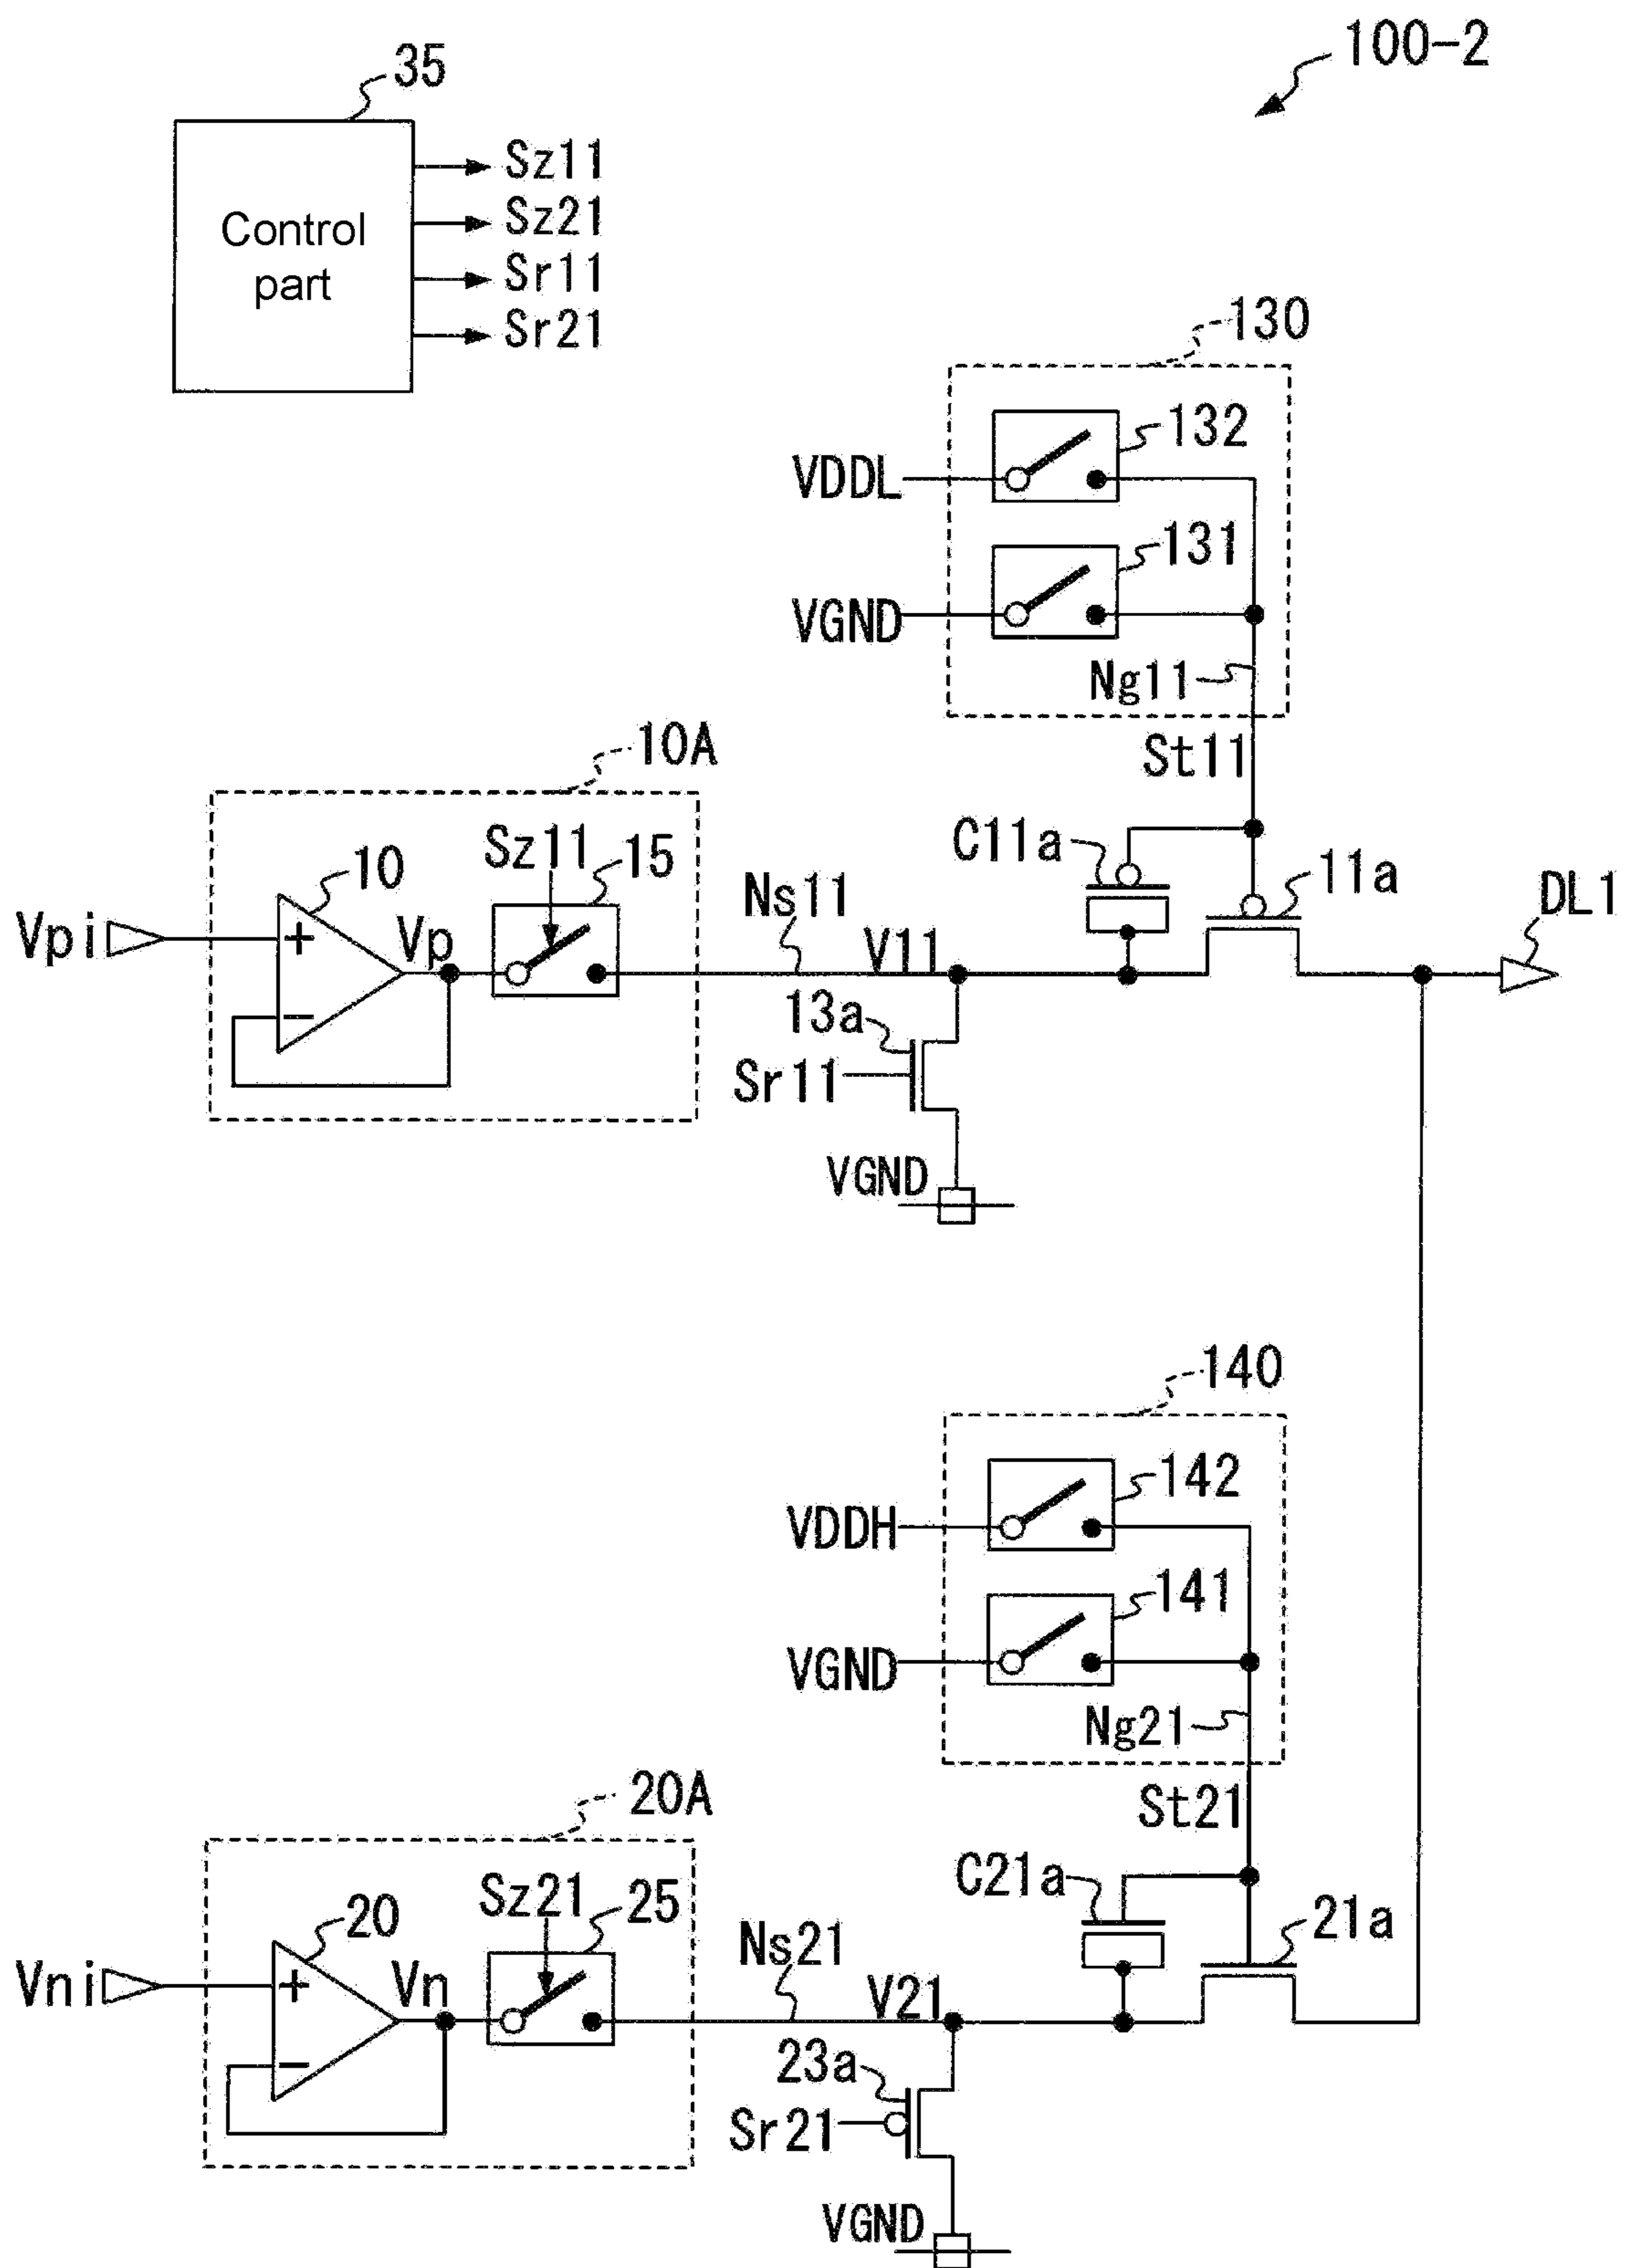 100-2
35
Control
part
Sz11
Sz21
Sr11
Sr21
130
132
VDDL
131
VGND
Ng11
St11
10A
10
Sz11
15
Vpi
Vp
Ns11
V11
C11a
11a
DL1
13a
Sr11
VGND
140
142
VDDH
141
VGND
Ng21
St21
20A
20
Sz21
25
Vni
Vn
Ns21
V21
C21a
21a
23a
Sr21
VGND